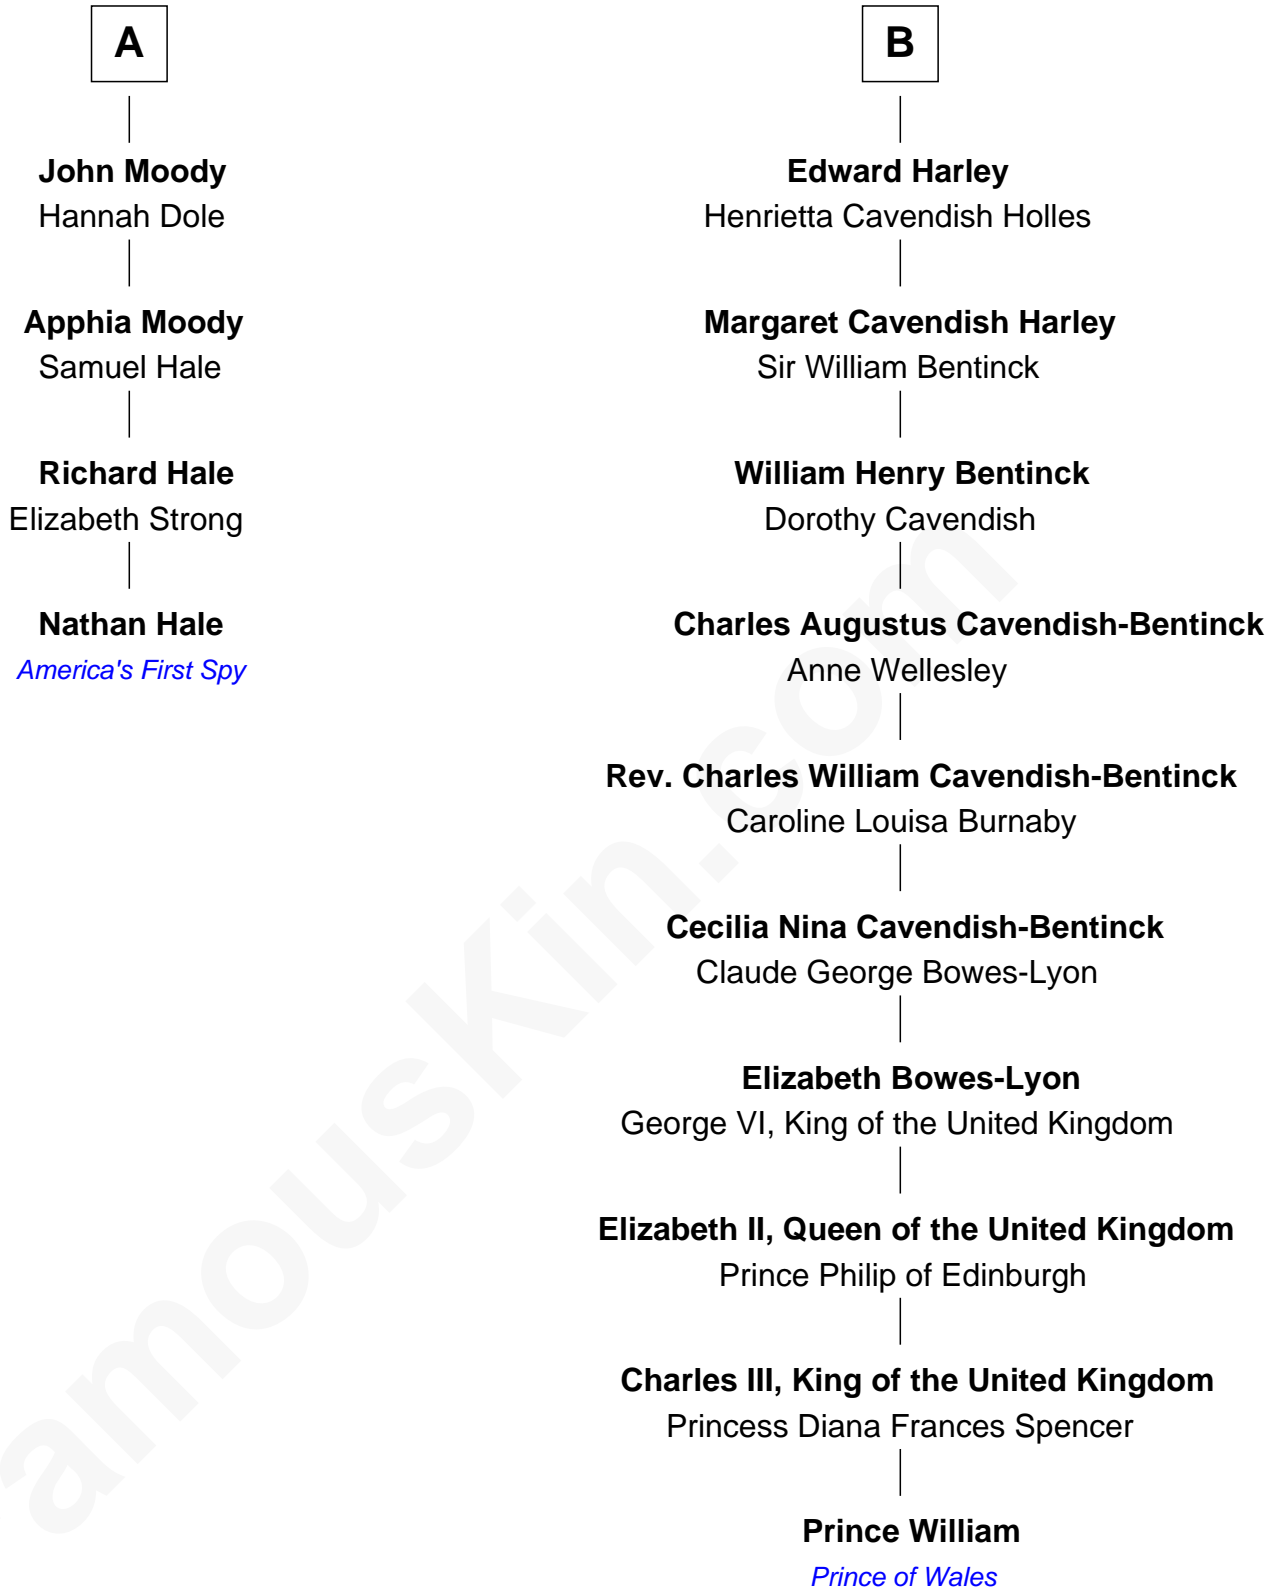 A
John Moody
Hannah Dole
Apphia Moody
Samuel Hale
Richard Hale
Elizabeth Strong
Nathan Hale
America's First Spy
B
Edward Harley
Henrietta Cavendish Holles
Margaret Cavendish Harley
Sir William Bentinck
William Henry Bentinck
Dorothy Cavendish
Charles Augustus Cavendish-Bentinck
Anne Wellesley
Rev. Charles William Cavendish-Bentinck
Caroline Louisa Burnaby
Cecilia Nina Cavendish-Bentinck
Claude George Bowes-Lyon
Elizabeth Bowes-Lyon
George VI, King of the United Kingdom
Elizabeth II, Queen of the United Kingdom
Prince Philip of Edinburgh
Charles III, King of the United Kingdom
Princess Diana Frances Spencer
Prince William
Prince of Wales
amousKin.com